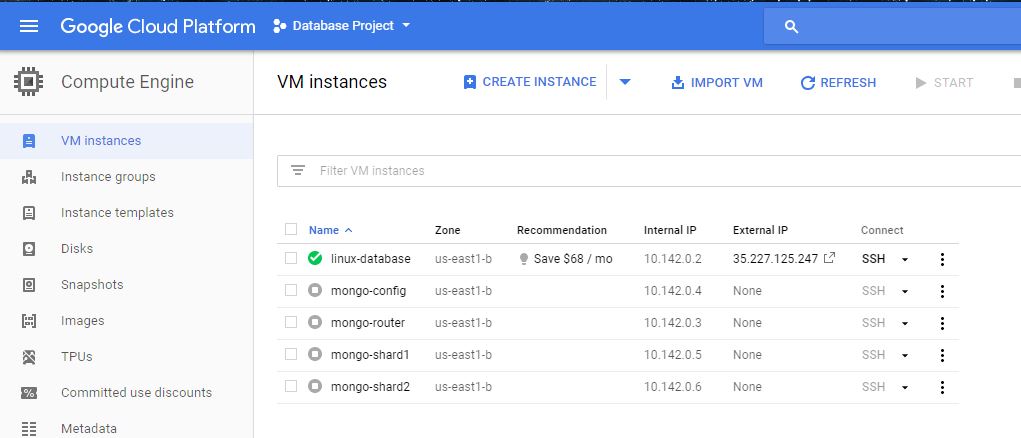 Google Cloud Platform Database Project
Compute Engine
VM instances CREATE INSTANCE IMPORT VM REFRESH START
VM instances
Instance groups
Instance templates
Disks
Snapshots
Images
TPUs
Committed use discounts
Metadata
Filter VM instances
Name Zone Recommendation Internal IP External IP Connect
linux-database us-east1-b Save $68 / mo 10.142.0.2 35.227.125.247 SSH
mongo-config us-east1-b 10.142.0.4 None SSH
mongo-router us-east1-b 10.142.0.3 None SSH
mongo-shard1 us-east1-b 10.142.0.5 None SSH
mongo-shard2 us-east1-b 10.142.0.6 None SSH